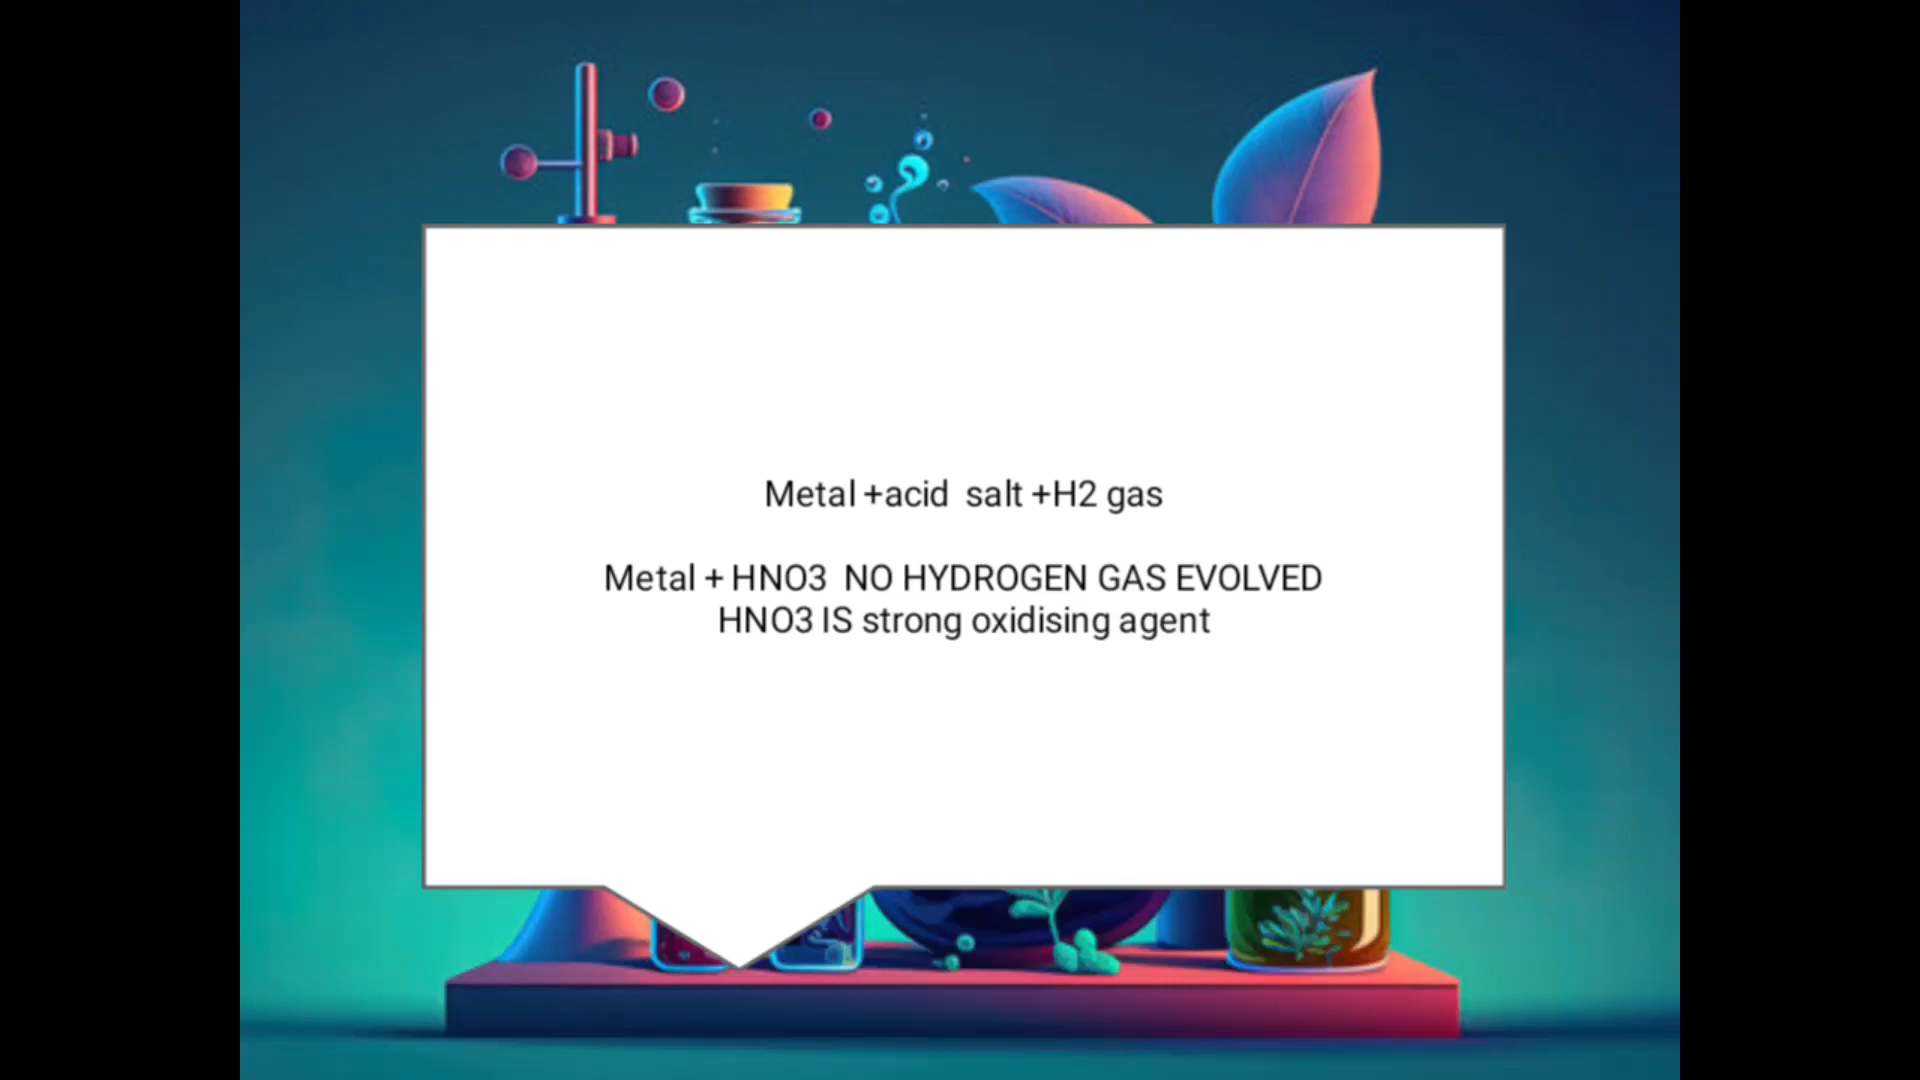 Metal +acid  salt +H2 gas
Metal + HNO3  NO HYDROGEN GAS EVOLVED
HNO3 IS strong oxidising agent